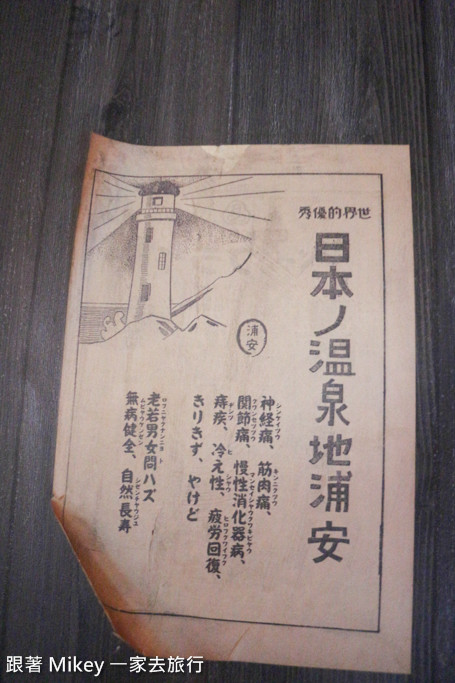 世界的優秀
日本ノ温泉地浦安
浦安
神経痛、筋肉痛、
関節痛、慢性消化器病、
痔疾、冷え性、疲労回復、
きりきず、やけど
老若男女問ハズ
無病健全、自然長寿
跟著 Mikey 一家去旅行